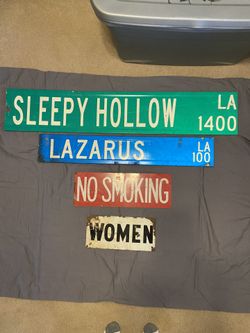 SLEEPY HOLLOW LA 1400
LAZARUS LA 100
NO SMOKING
WOMEN